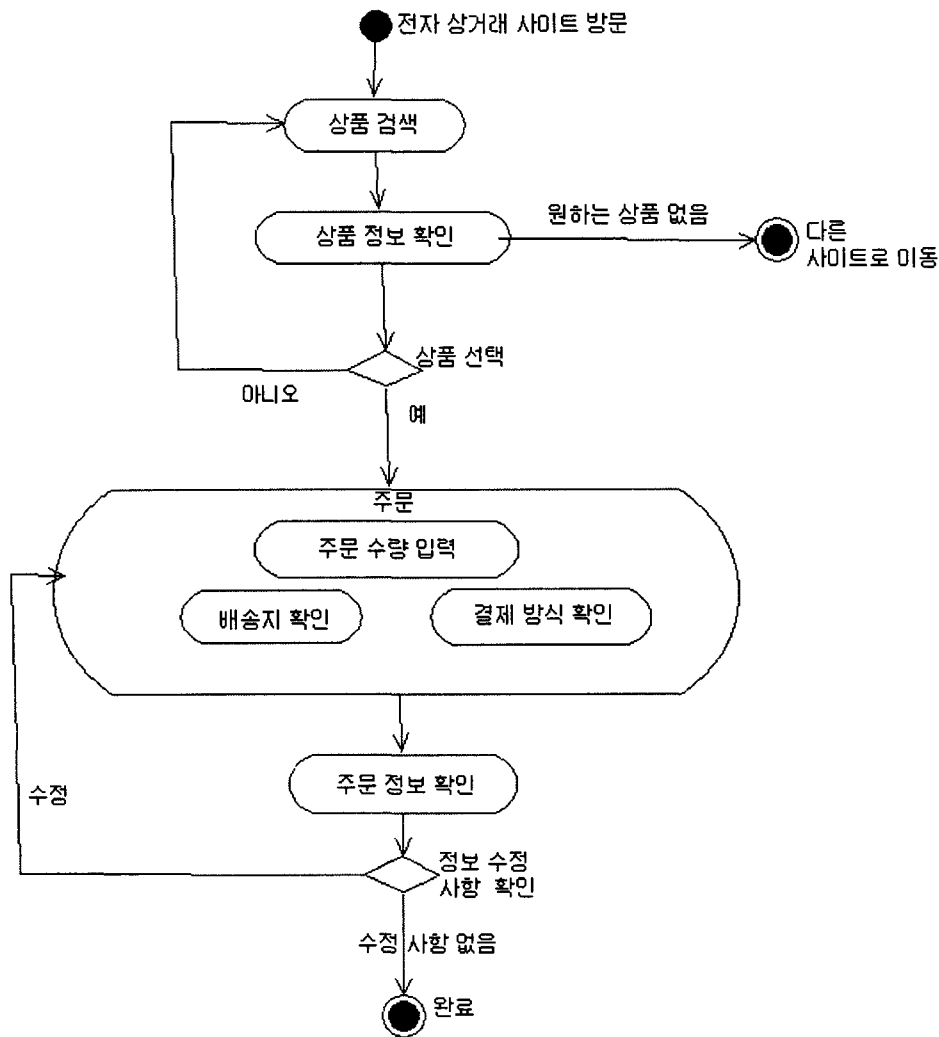 전자 상거래 사이트 방문
상품 검색
원하는 상품 없음
상품 정보 확인
다른
사이트로 이동
상품 선택
아니오
예
주문
주문 수량 입력
배송지 확인
결제 방식 확인
주문 정보 확인
수정
정보 수정
사항 확인
수정 사항 없음
완료